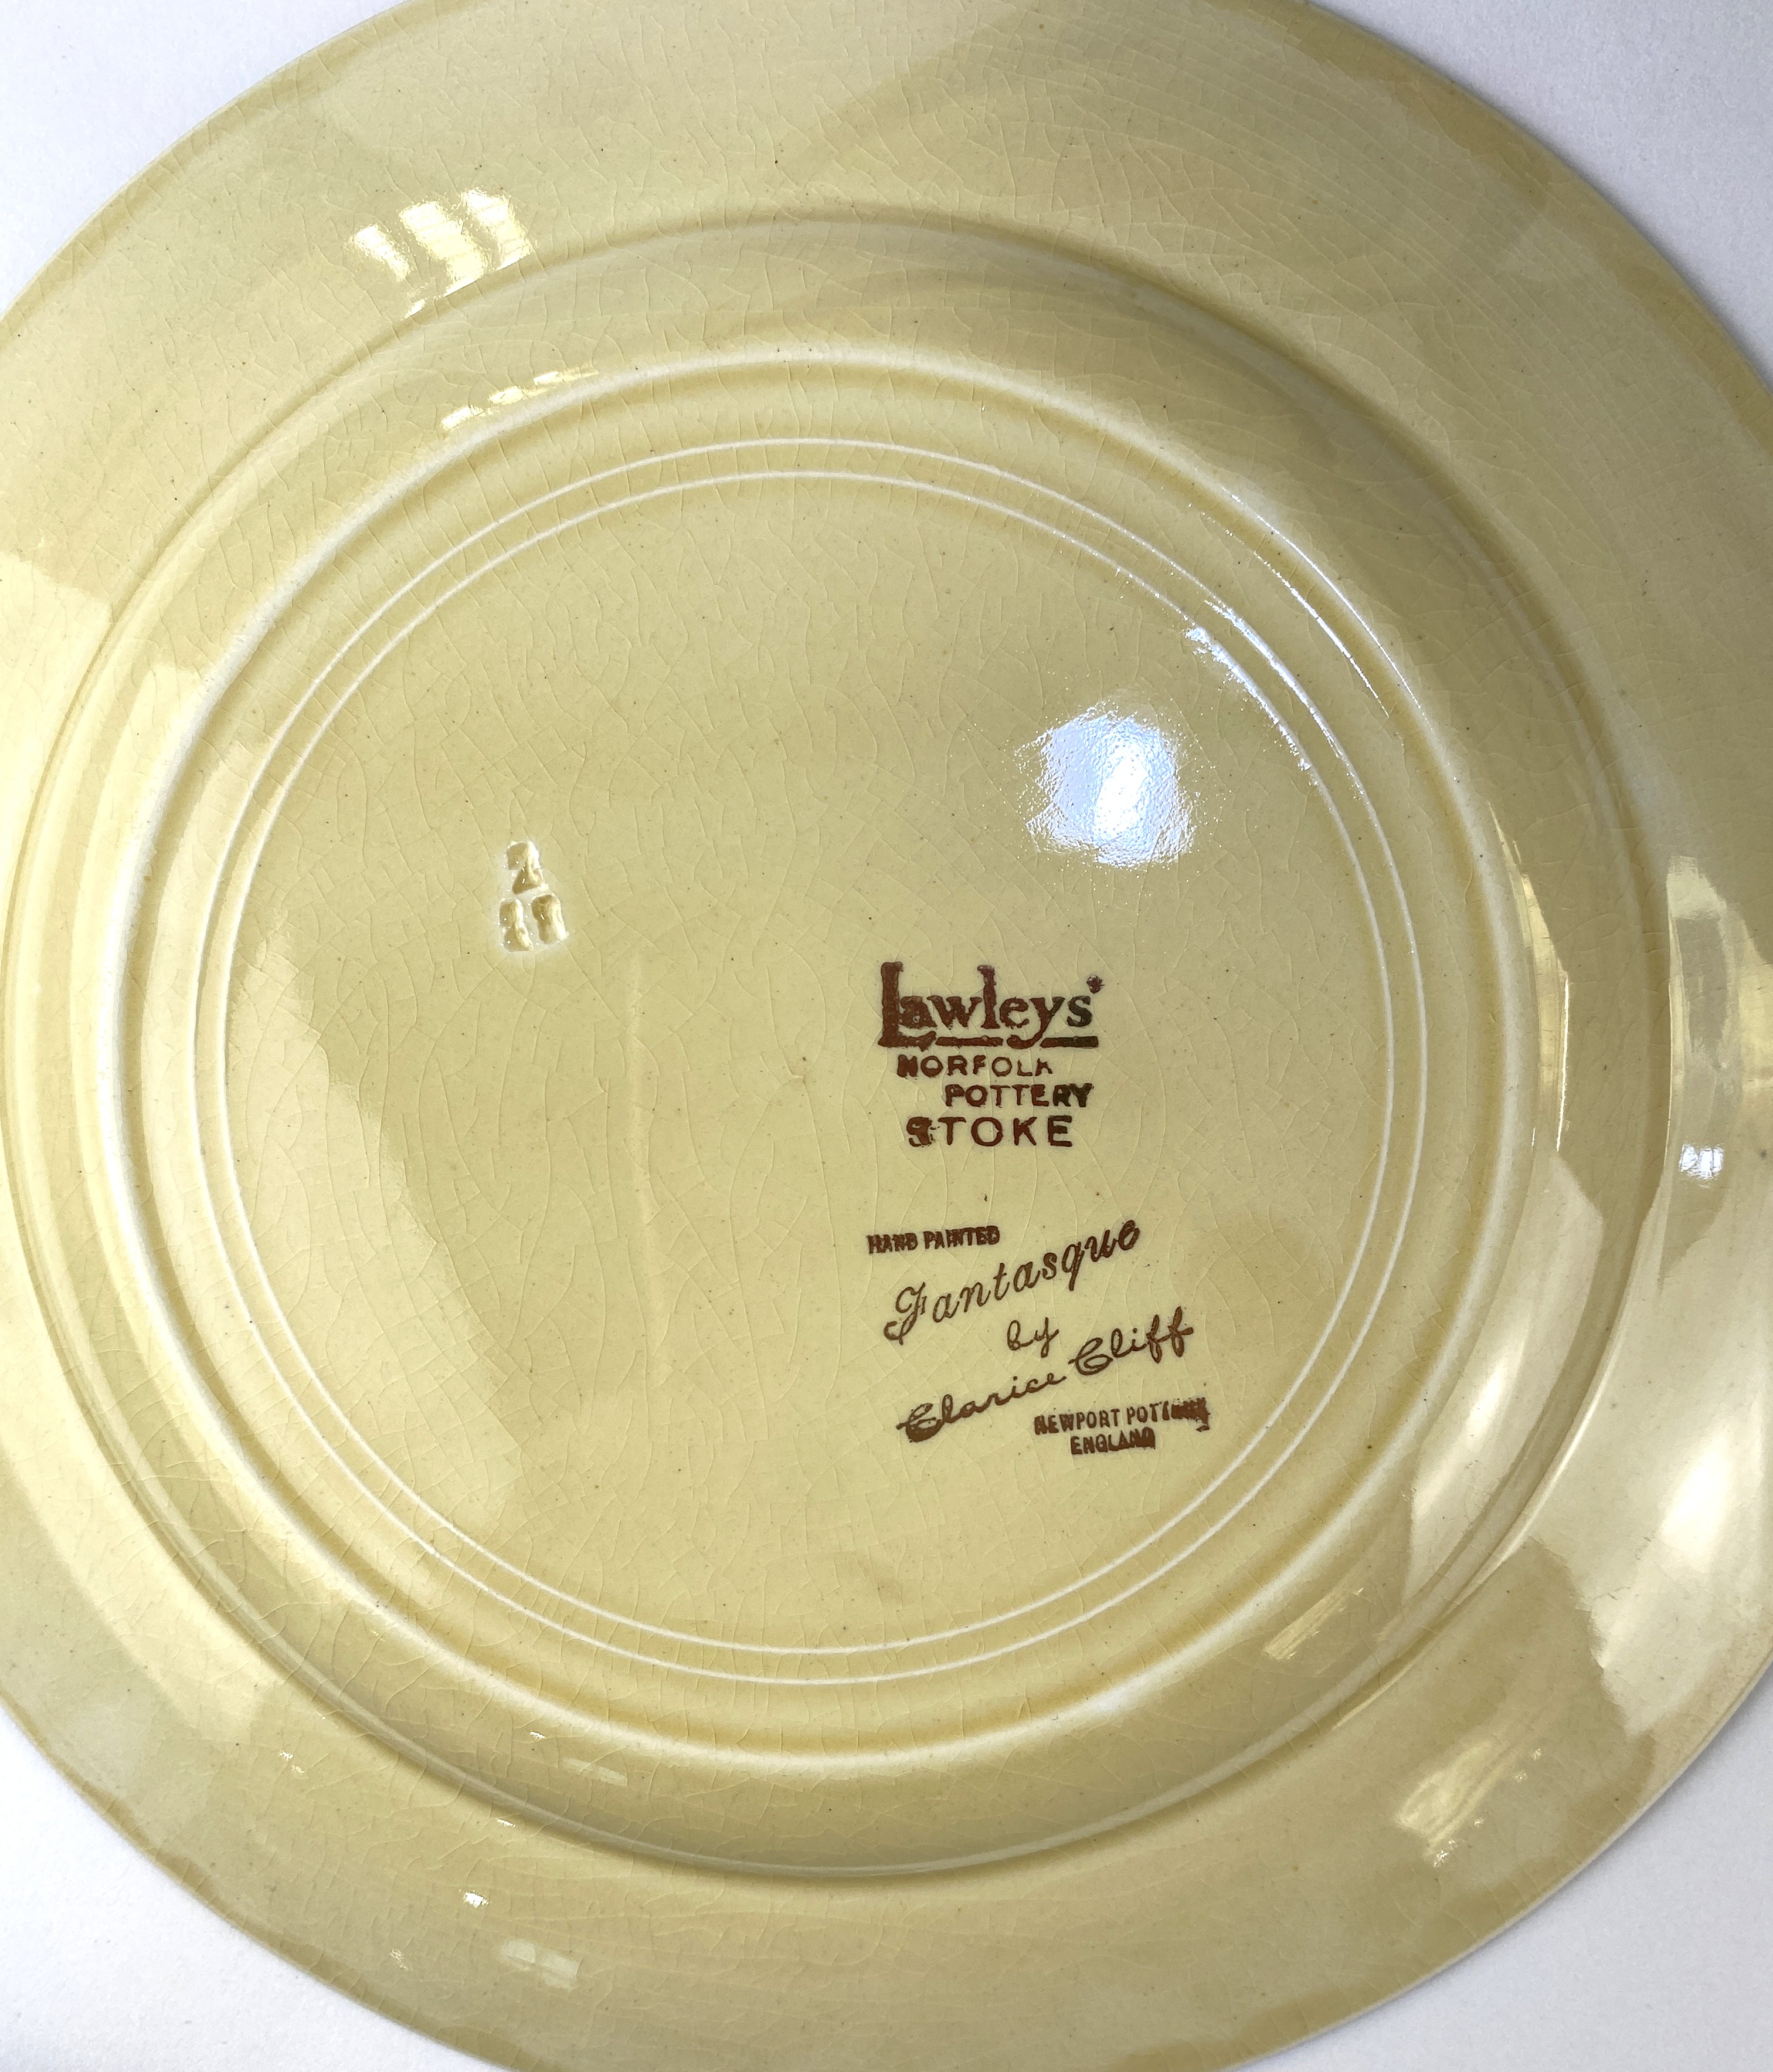 Lawleys
NORFOLK
POTTERY
STOKE
HAND PAINTED
Fantasque
by
Clarice Cliff
NEWPORT POTTERY
ENGLAND